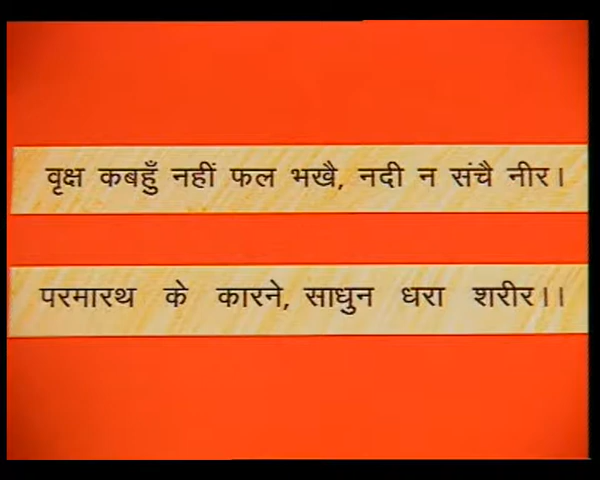 वृक्ष कबहुँ नहीं फल भखै, नदी न संचै नीर।
परमारथ के कारने, साधुन धरा शरीर।।